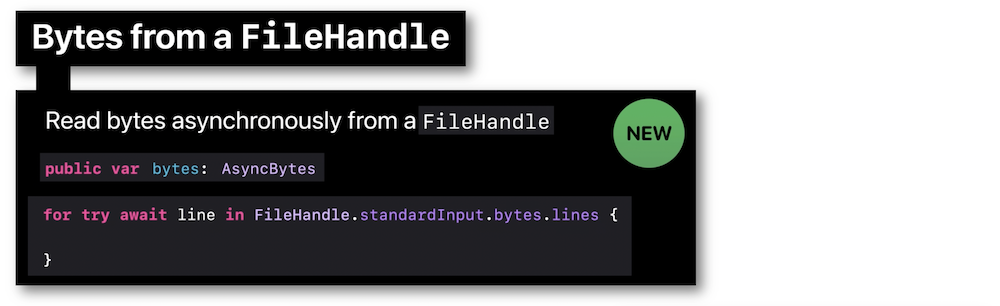 Bytes from a FileHandle
Read bytes asynchronously from a FileHandle
NEW
public var bytes: AsyncBytes
for try await line in FileHandle.standardInput.bytes.lines {
}